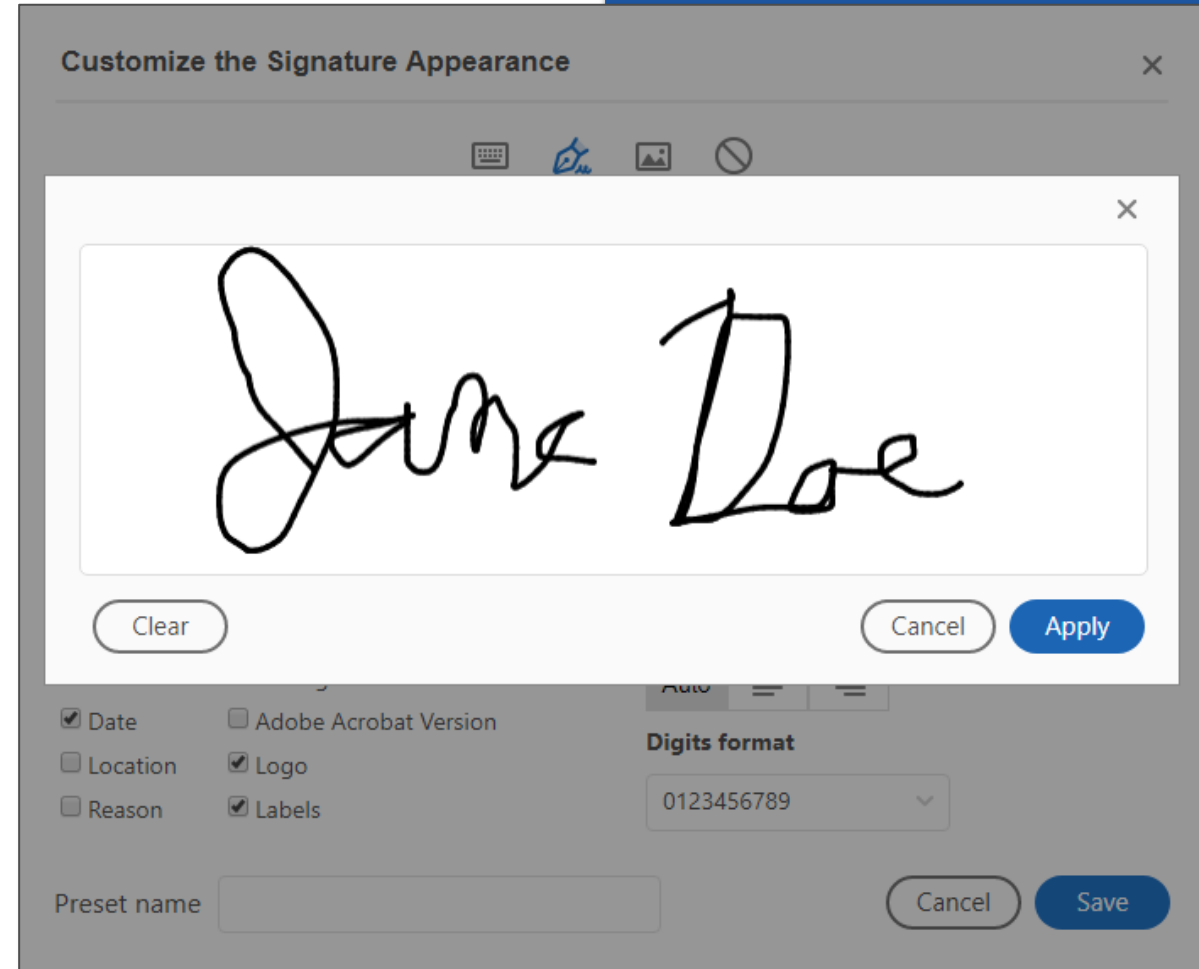 Customize the Signature Appearance
Jane Doe
Clear
Cancel
Apply
Auto
Date
Adobe Acrobat Version
Digits format
Location
Logo
0123456789
Reason
Labels
Preset name
Cancel
Save